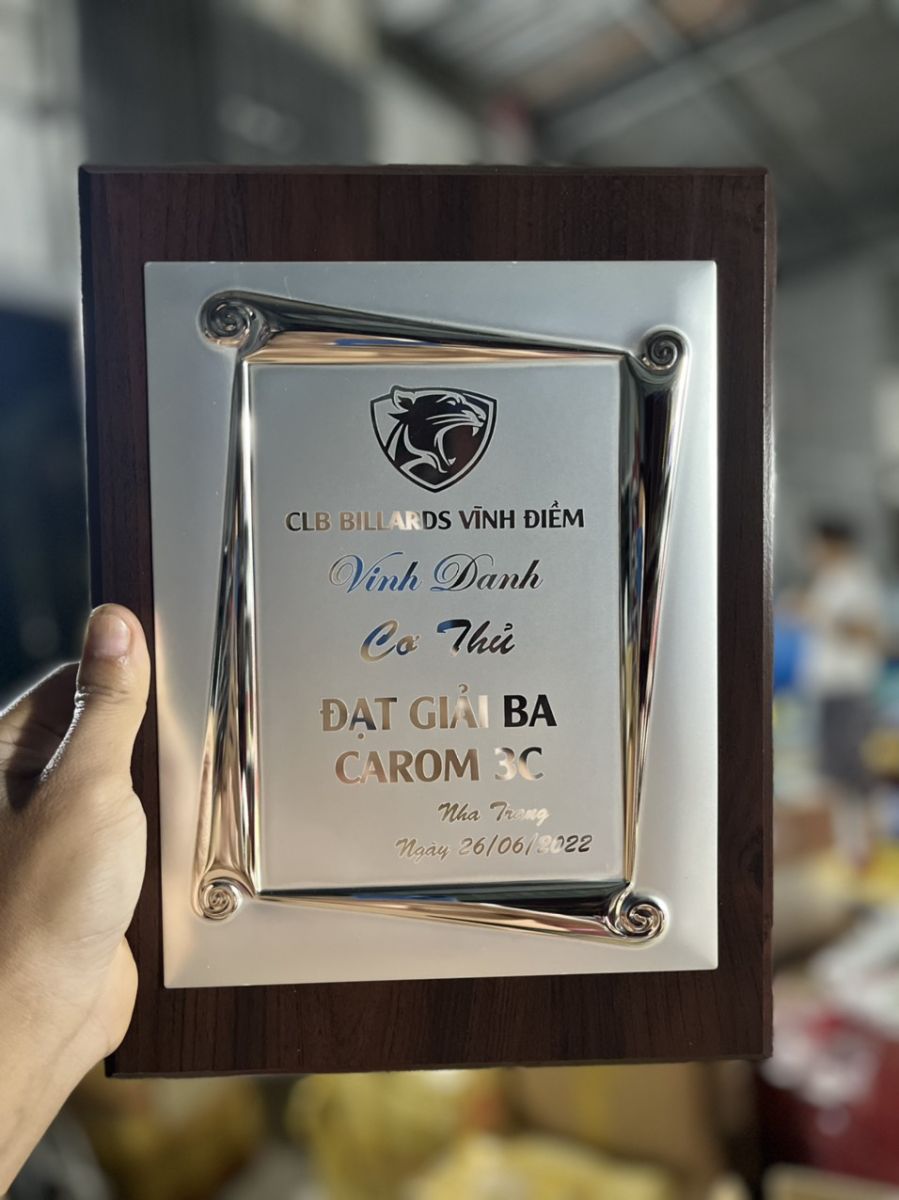 CLB BILLARDS VĨNH ĐIỀM
Vinh Danh
Cơ Thủ
ĐẠT GIẢI BA
CAROM 3C
Nha Trang
Ngày 26/06/2022